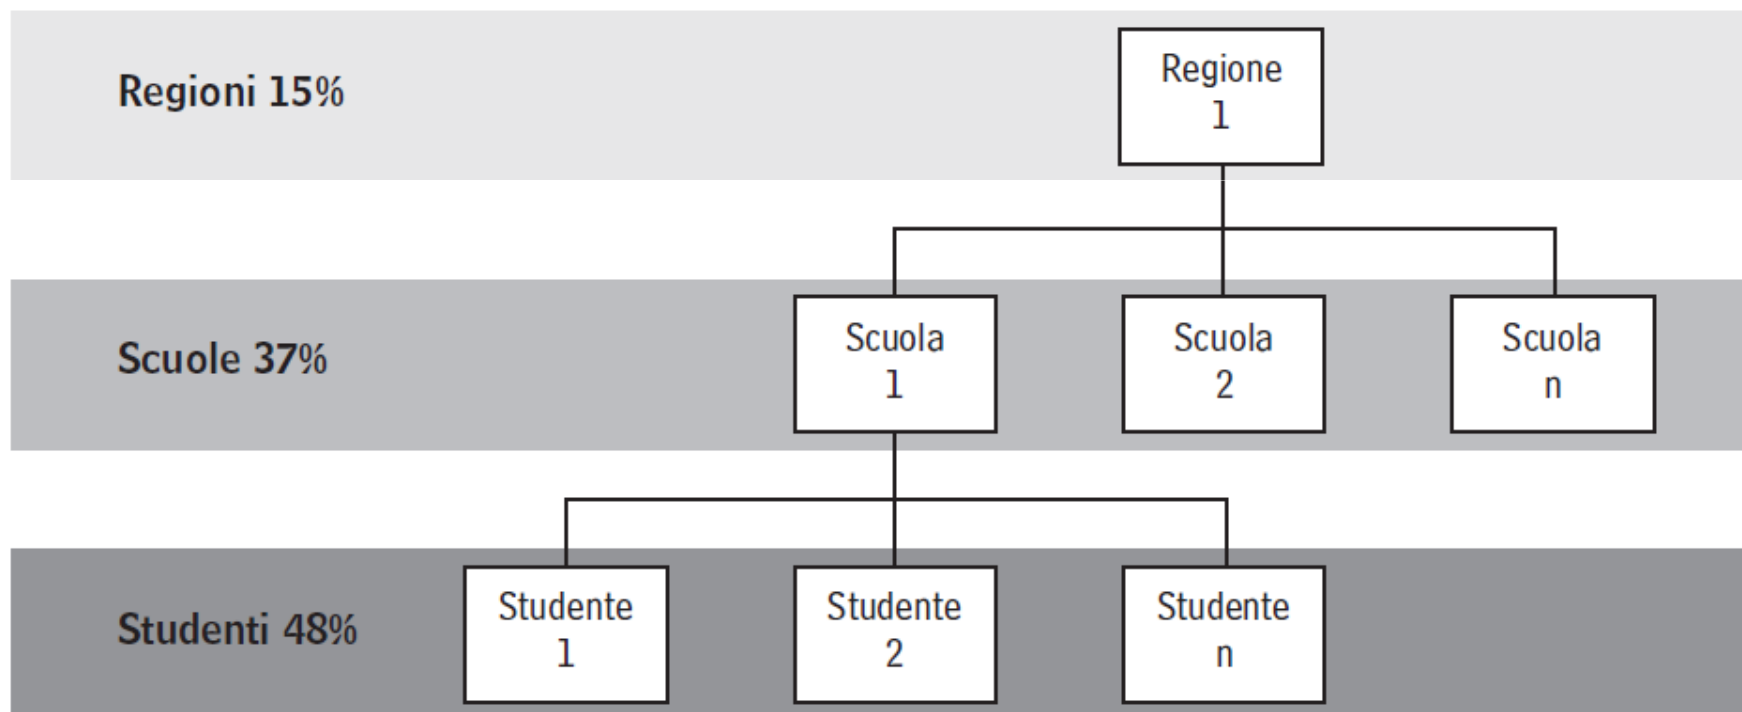 Regioni 15%
Regione
1
Scuole 37%
Scuola
1
Scuola
2
Scuola
n
Studenti 48%
Studente
1
Studente
2
Studente
n